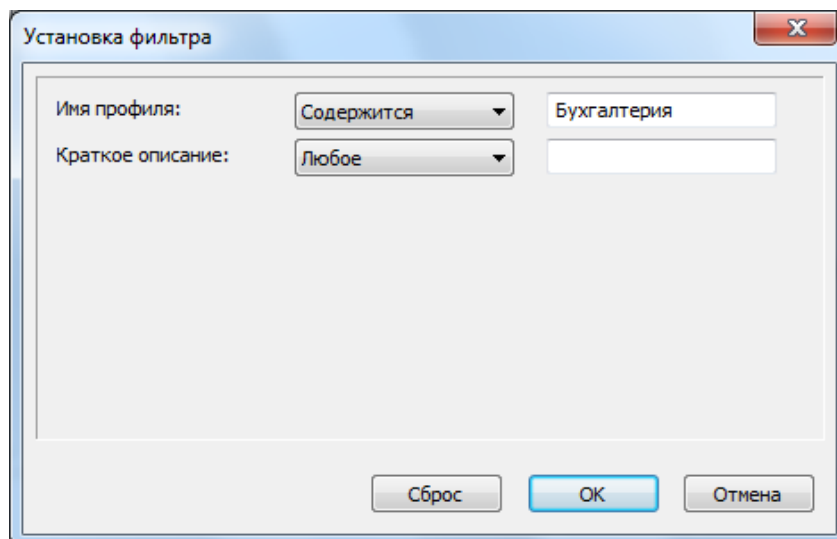 Установка фильтра
Имя профиля: Содержится Бухгалтерия
Краткое описание: Любое
Сброс OK Отмена